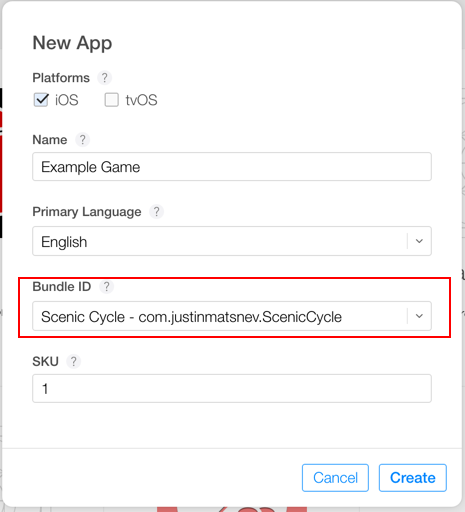 New App
Platforms ?
iOS tvOS
Name ?
Example Game
Primary Language ?
English
Bundle ID ?
Scenic Cycle - com.justinmatsnev.ScenicCycle
SKU ?
1
Cancel Create